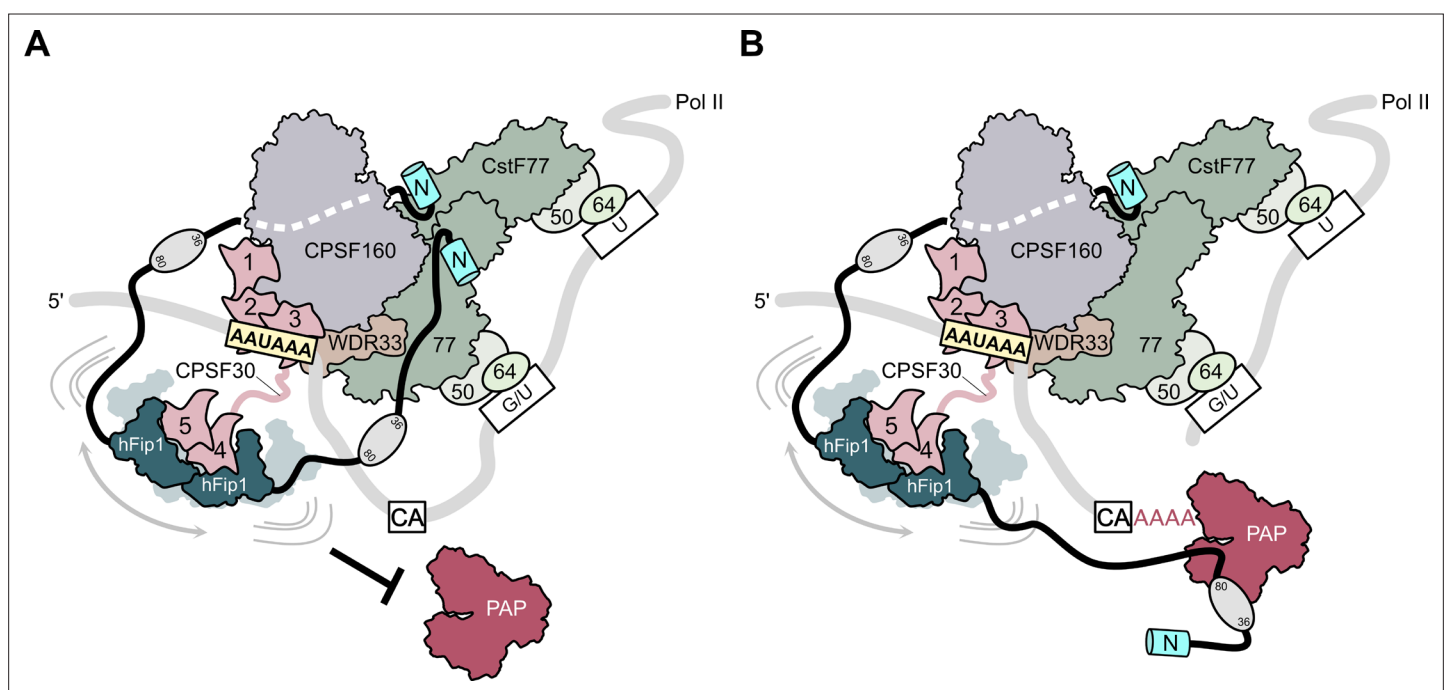 A
Pol II
CstF77
N
50
64
U
36
80
CPSF160
N
1
5'
2
3
AAUAAA
WDR33
77
CPSF30
50
64
G/U
5
36
80
hFip1
4
hFip1
CA
PAP
B
Pol II
CstF77
N
50
64
U
36
80
CPSF160
1
5'
2
3
AAUAAA
WDR33
77
CPSF30
50
64
G/U
5
hFip1
4
hFip1
CA
AAAA
PAP
80
36
N